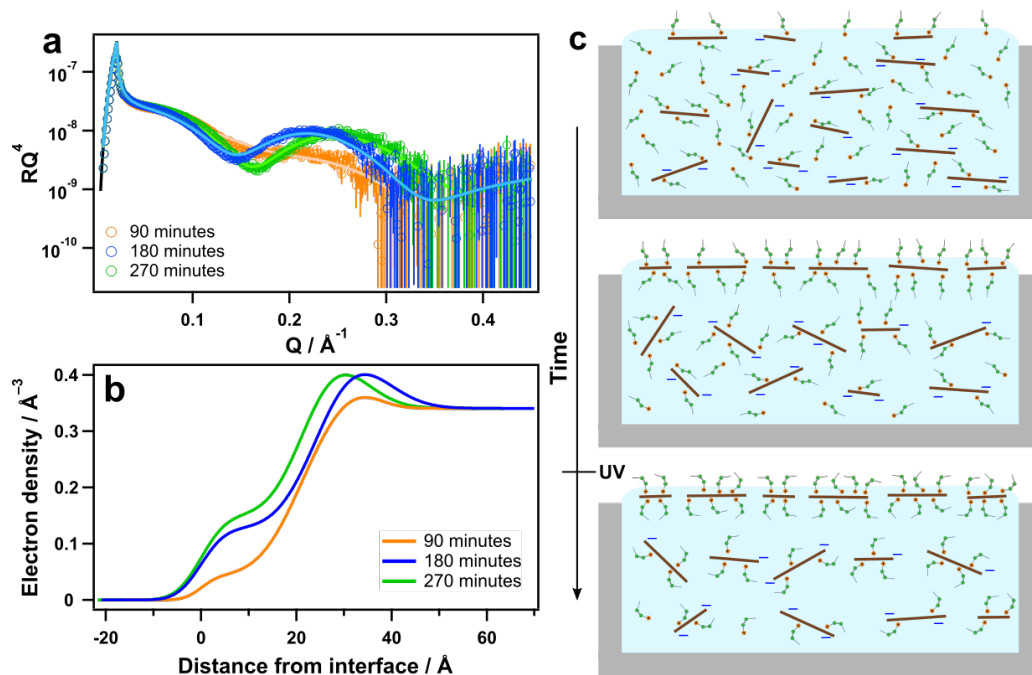 a
RQ⁴
10⁻⁷
10⁻⁸
10⁻⁹
10⁻¹⁰
90 minutes
180 minutes
270 minutes
0.1 0.2 0.3 0.4
Q / Å⁻¹
b
Electron density / Å⁻³
0.4
0.3
0.2
0.1
0
90 minutes
180 minutes
270 minutes
-20 0 20 40 60
Distance from interface / Å
c
Time
UV